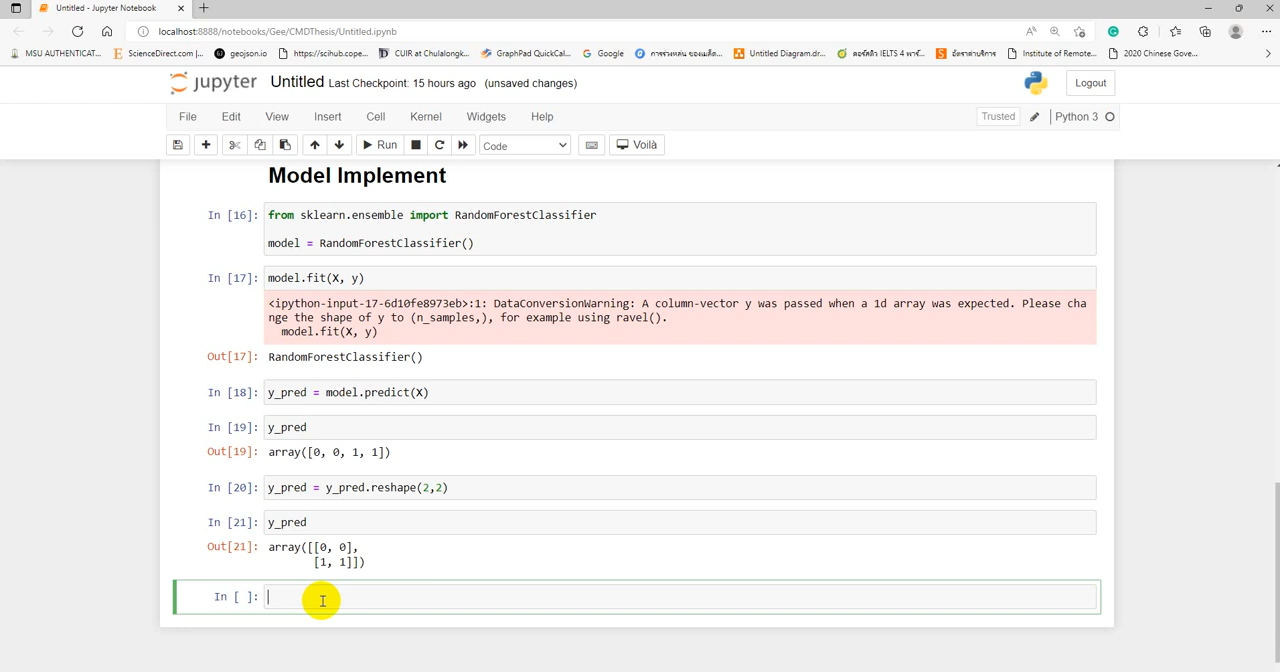 Untitled - Jupyter Notebook
localhost:8888/notebooks/Gee/CMDThesis/Untitled.ipynb
MSU AUTHENTICAT... ScienceDirect.com |... geojson.io https://scihub.cope... CUIR at Chulalongk... GraphPad QuickCal... Google Untitled Diagram.dr... Institute of Remote... 2020 Chinese Gove...
jupyter Untitled Last Checkpoint: 15 hours ago (unsaved changes) Logout
File Edit View Insert Cell Kernel Widgets Help Trusted Python 3
Run Code Voilà
Model Implement
In [16]: from sklearn.ensemble import RandomForestClassifier
model = RandomForestClassifier()
In [17]: model.fit(X, y)
<ipython-input-17-6d10fe8973eb>:1: DataConversionWarning: A column-vector y was passed when a 1d array was expected. Please cha
nge the shape of y to (n_samples,), for example using ravel().
model.fit(X, y)
Out[17]: RandomForestClassifier()
In [18]: y_pred = model.predict(X)
In [19]: y_pred
Out[19]: array([0, 0, 1, 1])
In [20]: y_pred = y_pred.reshape(2,2)
In [21]: y_pred
Out[21]: array([[0, 0],
[1, 1]])
In [ ]: